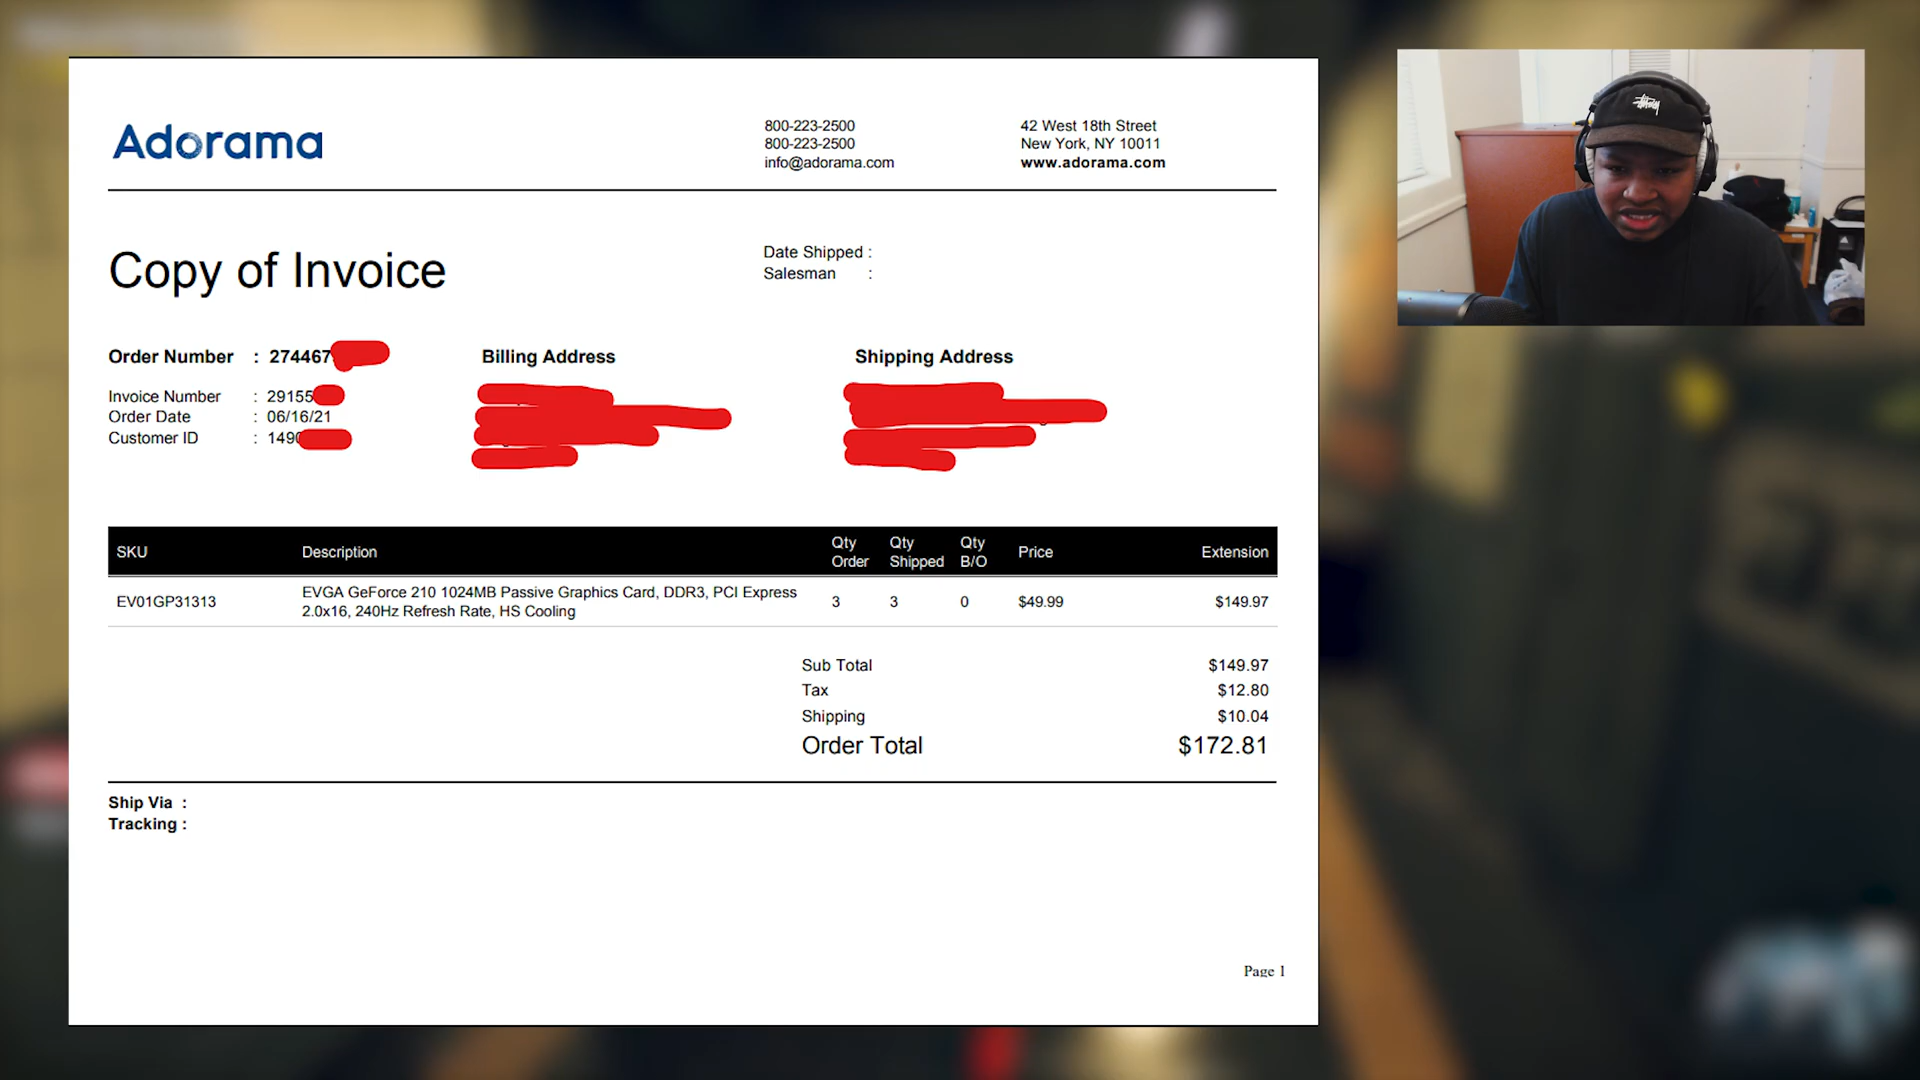 Adorama
800-223-2500
800-223-2500
info@adorama.com
42 West 18th Street
New York, NY 10011
www.adorama.com
Copy of Invoice
Date Shipped :
Salesman :
Order Number : 274467
Invoice Number : 29155
Order Date : 06/16/21
Customer ID : 149
Billing Address
Shipping Address
SKU Description Qty Order Qty Shipped Qty B/O Price Extension
EV01GP31313 EVGA GeForce 210 1024MB Passive Graphics Card, DDR3, PCI Express 3 3 0 $49.99 $149.97
2.0x16, 240Hz Refresh Rate, HS Cooling
Sub Total $149.97
Tax $12.80
Shipping $10.04
Order Total $172.81
Ship Via :
Tracking :
Page 1